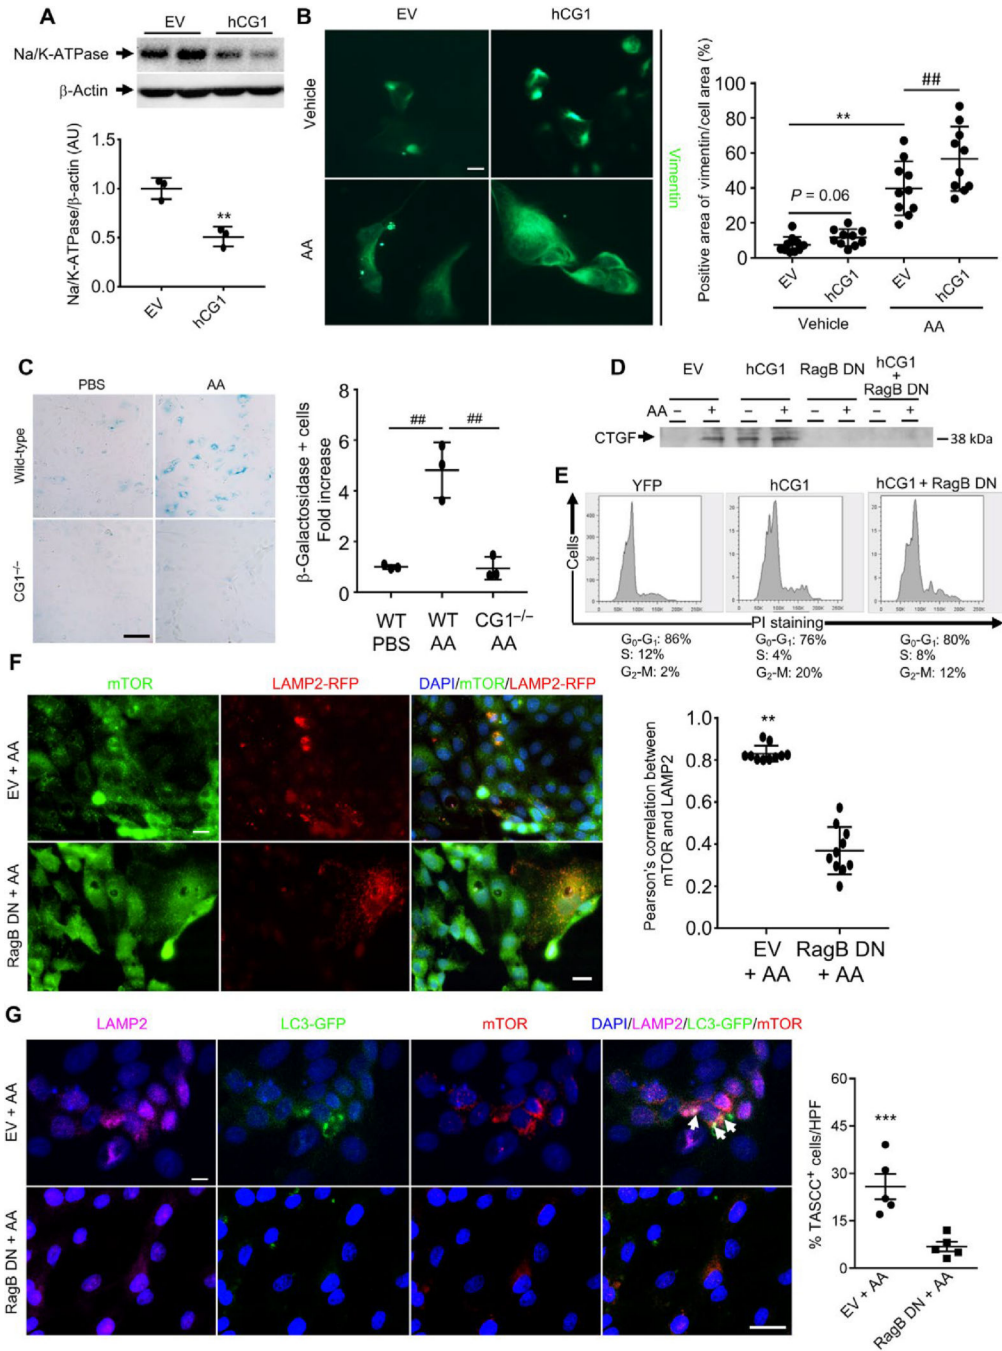 A
EV hCG1
Na/K-ATPase
β-Actin
Na/K-ATPase/β-actin (AU)
1.5
1.0
0.5
0.0
**
EV
hCG1
B
EV hCG1
Vehicle
AA
Vimentin
Positive area of vimentin/cell area (%)
100
80
60
40
20
0
**
##
P = 0.06
EV hCG1 EV hCG1
Vehicle AA
C
PBS AA
Wild-type
CG1–/–
β-Galactosidase + cells
Fold increase
8
6
4
2
0
## ##
WT WT CG1–/–
PBS AA AA
D
EV hCG1 RagB DN hCG1
+
RagB DN
AA – + – + – + – +
CTGF
38 kDa
E
YFP hCG1 hCG1 + RagB DN
Cells
PI staining
G0-G1: 86% G0-G1: 76% G0-G1: 80%
S: 12% S: 4% S: 8%
G2-M: 2% G2-M: 20% G2-M: 12%
F
mTOR LAMP2-RFP DAPI/mTOR/LAMP2-RFP
EV + AA
RagB DN + AA
Pearson's correlation between
mTOR and LAMP2
1.0
0.8
0.6
0.4
0.2
0.0
**
EV RagB DN
+ AA + AA
G
LAMP2 LC3-GFP mTOR DAPI/LAMP2/LC3-GFP/mTOR
EV + AA
RagB DN + AA
% TASCC+ cells/HPF
60
45
30
15
0
***
EV + AA
RagB DN + AA